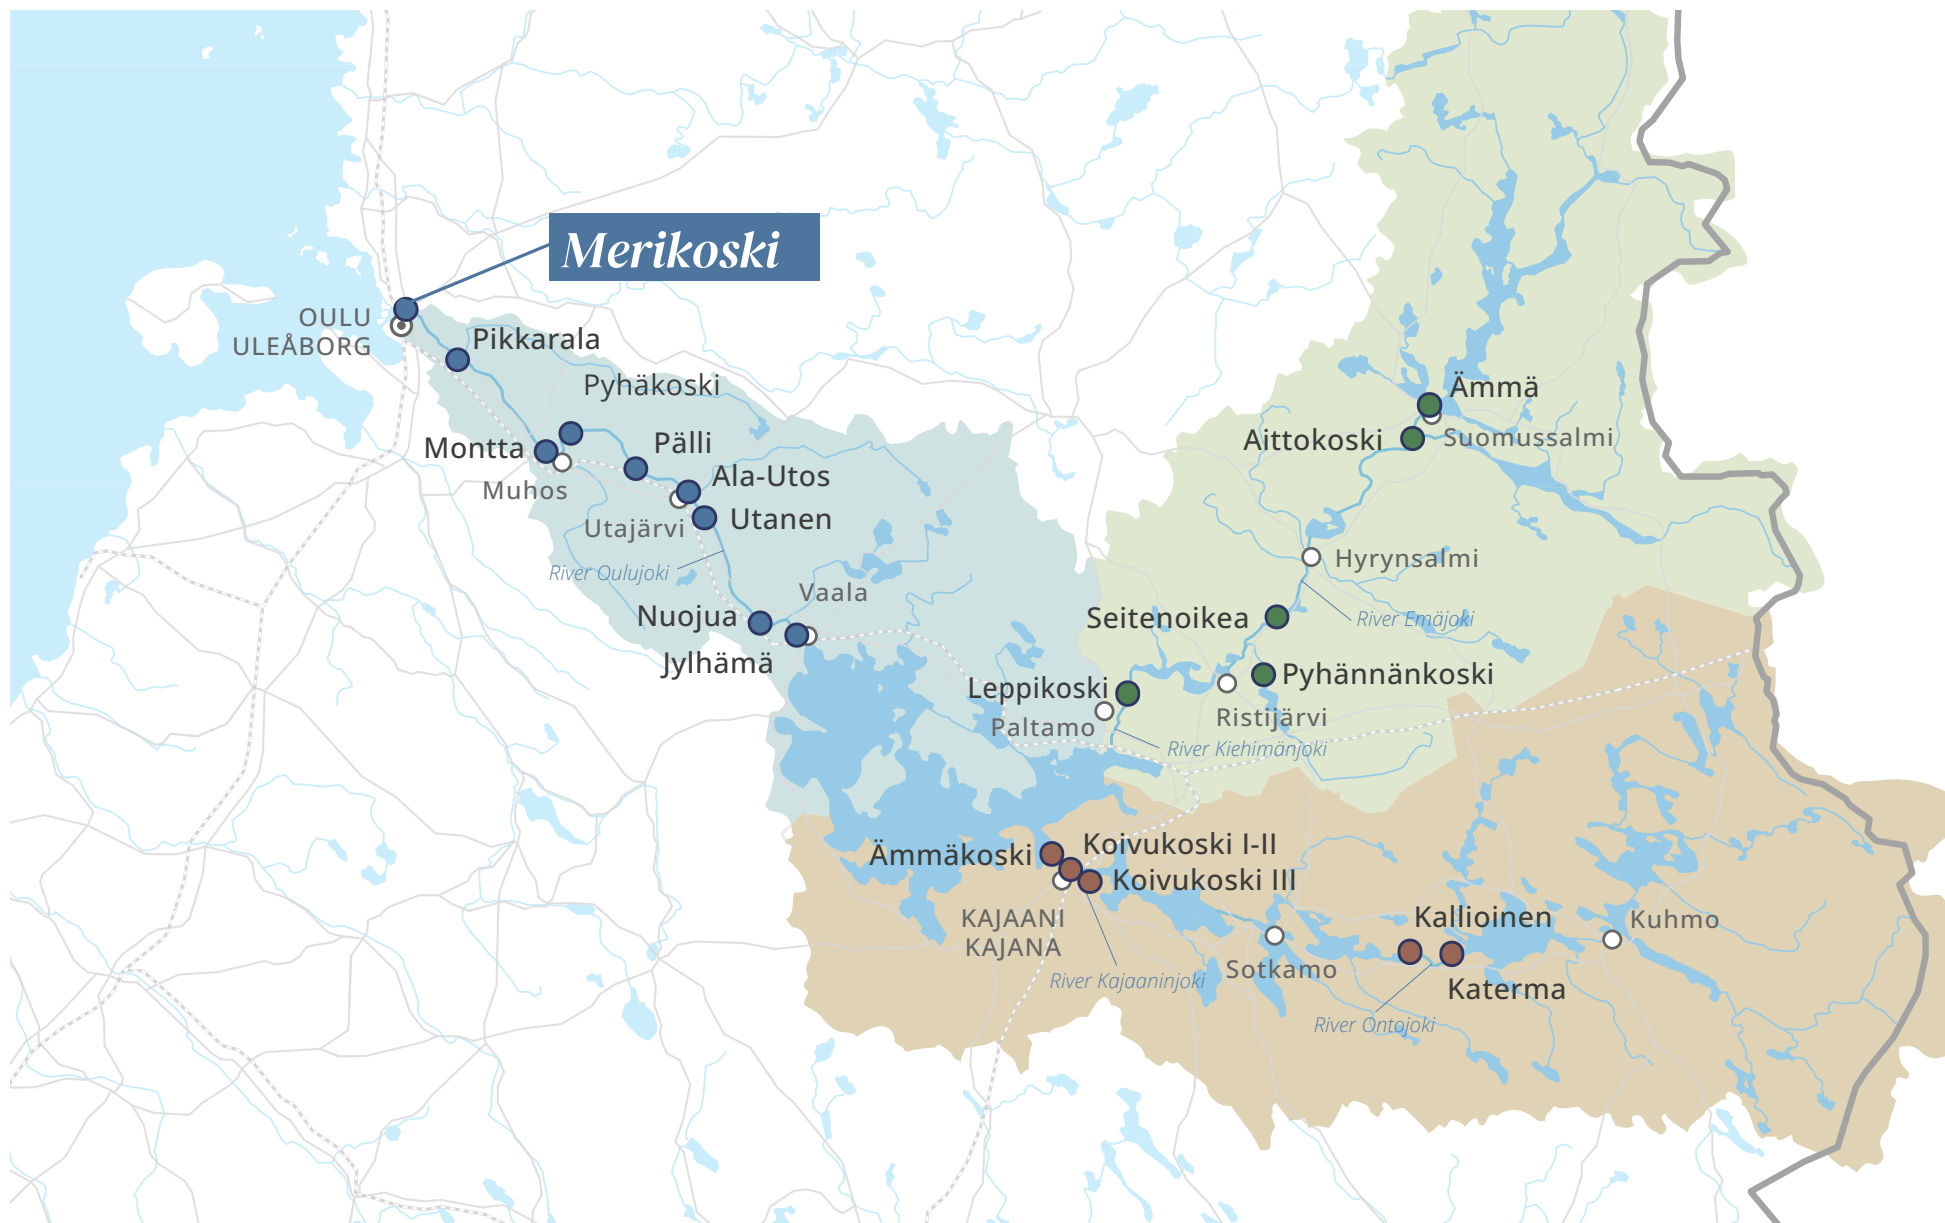 Merikoski
OULU
ULEÅBORG
Pikkarala
Pyhäkoski
Montta
Muhos
Pälli
Ala-Utos
Utajärvi
Utanen
River Oulujoki
Vaala
Nuojua
Jylhämä
Ämmä
Aittokoski
Suomussalmi
Hyrynsalmi
Seitenoikea
River Emäjoki
Pyhännänkoski
Leppikoski
Paltamo
Ristijärvi
River Kiehimänjoki
Ämmäkoski
Koivukoski I-II
Koivukoski III
KAJAANI
KAJANA
River Kajaaninjoki
Sotkamo
Kallioinen
Kuhmo
Katerma
River Ontojoki